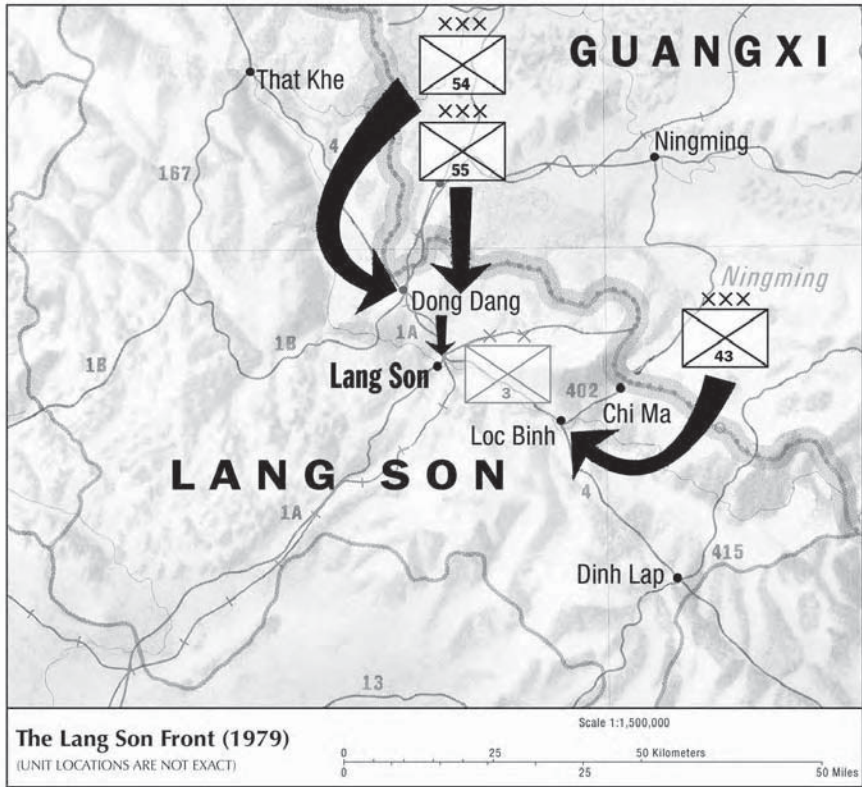 XXX
54
GUANGXI
That Khe
XXX
55
4
Ningming
167
Ningming
XXX
43
Dong Dang
1A
1B
1B
X X
3
Lang Son
402
Chi Ma
Loc Binh
LANG SON
4
1A
415
Dinh Lap
13
The Lang Son Front (1979)
(UNIT LOCATIONS ARE NOT EXACT)
Scale 1:1,500,000
0 25 50 Kilometers
0 25 50 Miles